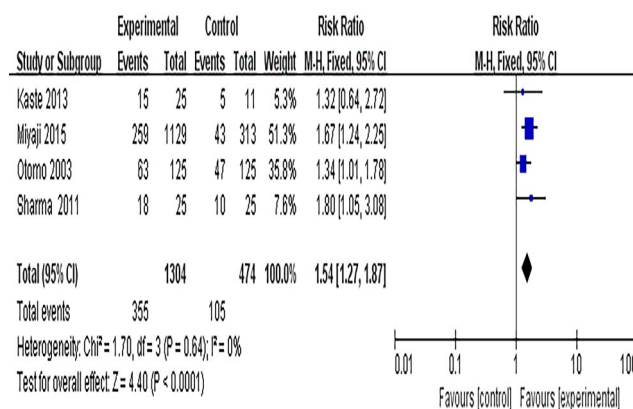 Experimental Control Risk Ratio Risk Ratio
Study or Subgroup Events Total Events Total Weight M-H, Fixed, 95% CI M-H, Fixed, 95% CI
Kaste 2013 15 25 5 11 5.3% 1.32 [0.64, 2.72]
Miyaji 2015 259 1129 43 313 51.3% 1.67 [1.24, 2.25]
Otomo 2003 63 125 47 125 35.8% 1.34 [1.01, 1.78]
Sharma 2011 18 25 10 25 7.6% 1.80 [1.05, 3.08]
Total (95% CI) 1304 474 100.0% 1.54 [1.27, 1.87]
Total events 355 105
Heterogeneity: Chi² = 1.70, df = 3 (P = 0.64); I² = 0%
Test for overall effect: Z = 4.40 (P < 0.0001)
0.01 0.1 1 10 100
Favours [control] Favours [experimental]